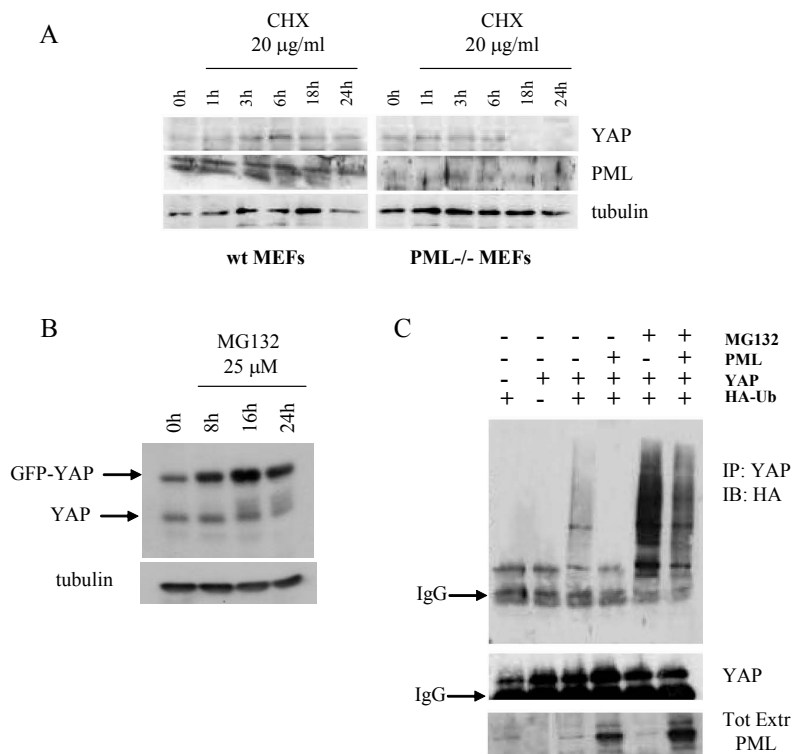 A
CHX CHX
20 µg/ml 20 µg/ml
0h 1h 3h 6h 18h 24h 0h 1h 3h 6h 18h 24h
YAP
PML
tubulin
wt MEFs PML-/- MEFs
B
MG132
25 µM
0h 8h 16h 24h
GFP-YAP
YAP
tubulin
C
- - - - + + MG132
- - - + - + PML
- + + + + + YAP
+ - + + + + HA-Ub
IP: YAP
IB: HA
IgG
YAP
IgG
Tot Extr
PML